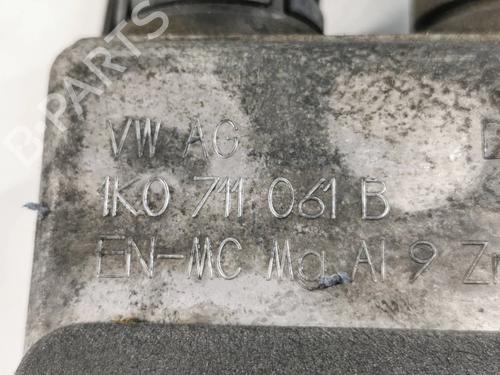 B-PARTS
VW AG
1K0 711 061 B
EN-MC Mg Al 9 Zn